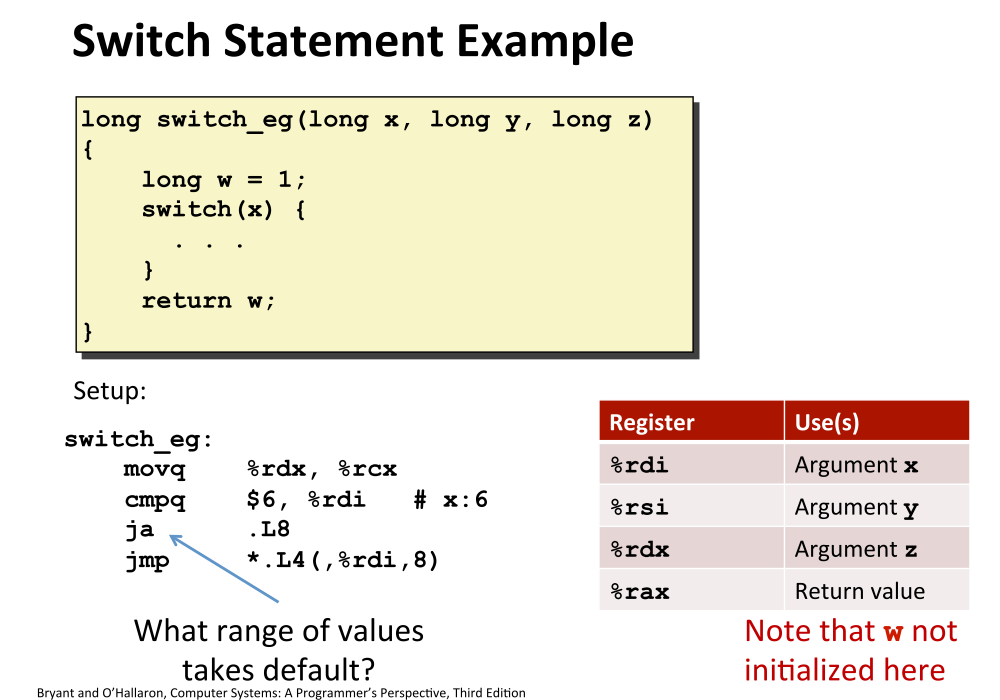 Switch Statement Example
long switch_eg(long x, long y, long z)
{
    long w = 1;
    switch(x) {
      . . .
    }
    return w;
}
Setup:
switch_eg:
    movq    %rdx, %rcx
    cmpq    $6, %rdi   # x:6
    ja      .L8
    jmp     *.L4(,%rdi,8)
What range of values
takes default?
Register Use(s)
%rdi Argument x
%rsi Argument y
%rdx Argument z
%rax Return value
Note that w not
initialized here
Bryant and O'Hallaron, Computer Systems: A Programmer's Perspective, Third Edition